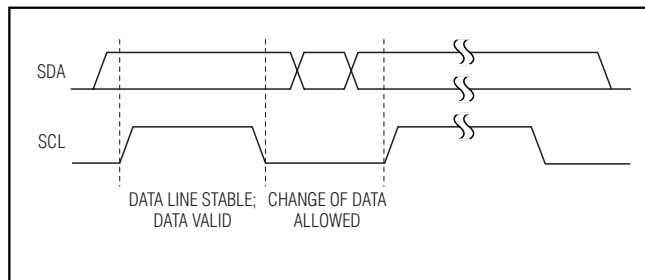 SDA
SCL
DATA LINE STABLE; CHANGE OF DATA
DATA VALID ALLOWED